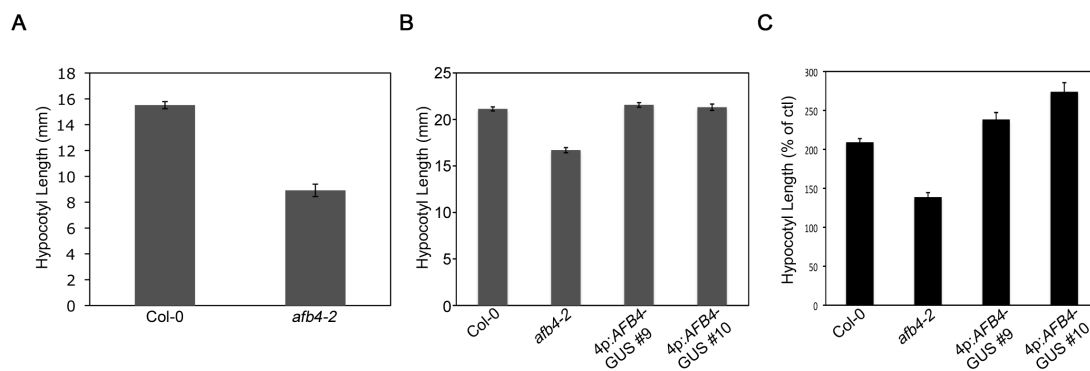 A
B
C
Hypocotyl Length (mm)
18
16
14
12
10
8
6
4
2
0
Col-0
afb4-2
Hypocotyl Length (mm)
25
20
15
10
5
0
Col-0
afb4-2
4p:AFB4-
GUS #9
4p:AFB4-
GUS #10
Hypocotyl Length (% of ctl)
300
250
200
150
100
50
0
Col-0
afb4-2
4p:AFB4-
GUS #9
4p:AFB4-
GUS #10